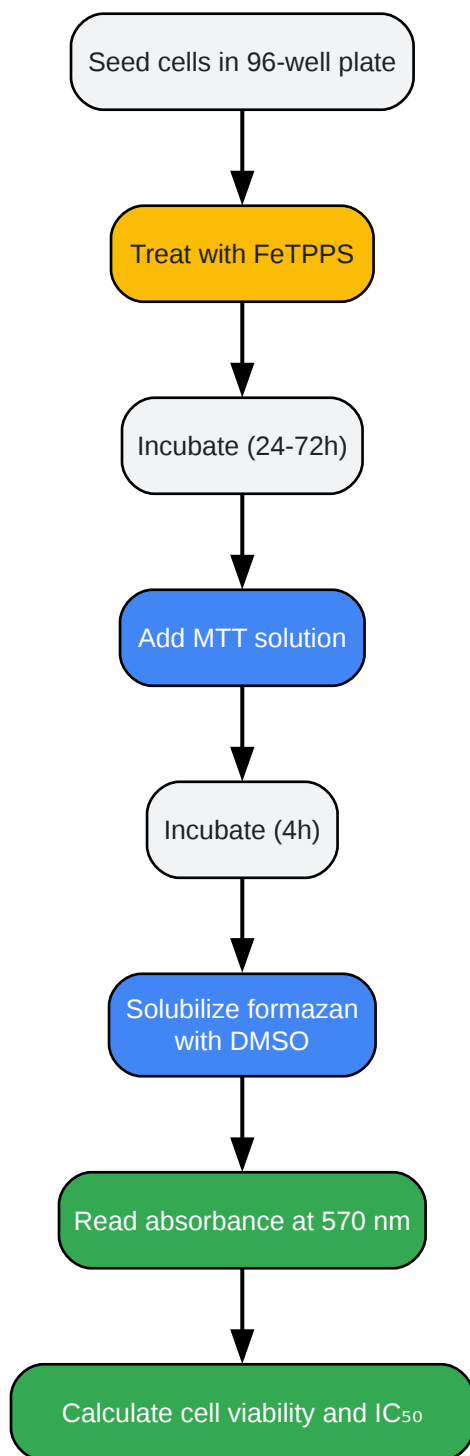 Seed cells in 96-well plate
Treat with FeTPPS
Incubate (24-72h)
Add MTT solution
Incubate (4h)
Solubilize formazan
with DMSO
Read absorbance at 570 nm
Calculate cell viability and IC₅₀